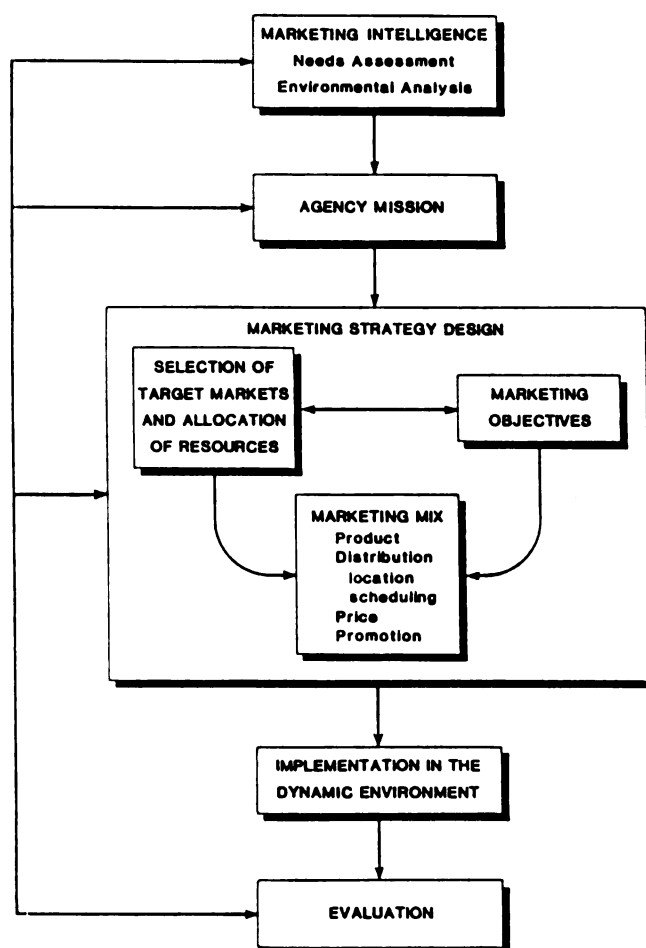 MARKETING INTELLIGENCE
Needs Assessment
Environmental Analysis
AGENCY MISSION
MARKETING STRATEGY DESIGN
SELECTION OF
TARGET MARKETS
AND ALLOCATION
OF RESOURCES
MARKETING
OBJECTIVES
MARKETING MIX
Product
Distribution
location
scheduling
Price
Promotion
IMPLEMENTATION IN THE
DYNAMIC ENVIRONMENT
EVALUATION